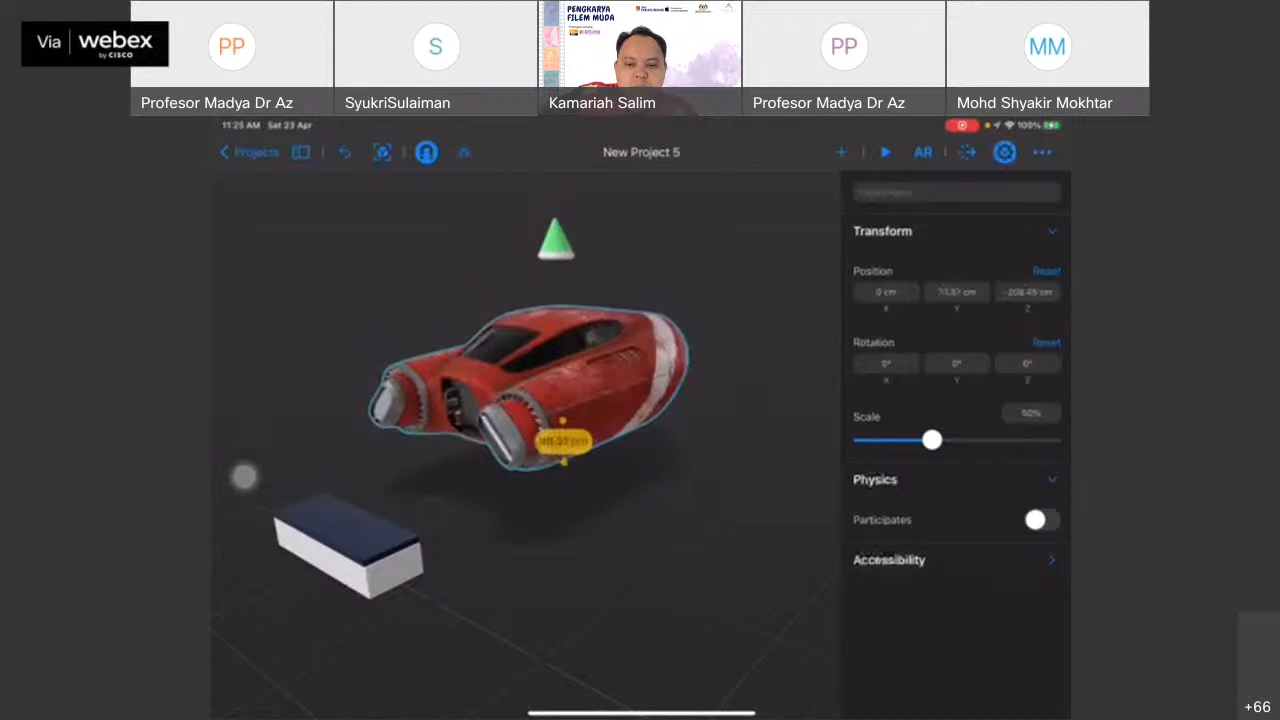 Via webex
by CISCO
PP
S
PENGKARYA
FILEM MUDA
PP
MM
Profesor Madya Dr Az
SyukriSulaiman
Kamariah Salim
Profesor Madya Dr Az
Mohd Shyakir Mokhtar
11:25 AM Sat 23 Apr
100%
Projects
New Project 5
AR
Transform
Position
Reset
0 cm
X
Y
Z
Rotation
Reset
0°
0°
0°
X
Y
Z
Scale
50%
Physics
Participates
Accessibility
+66